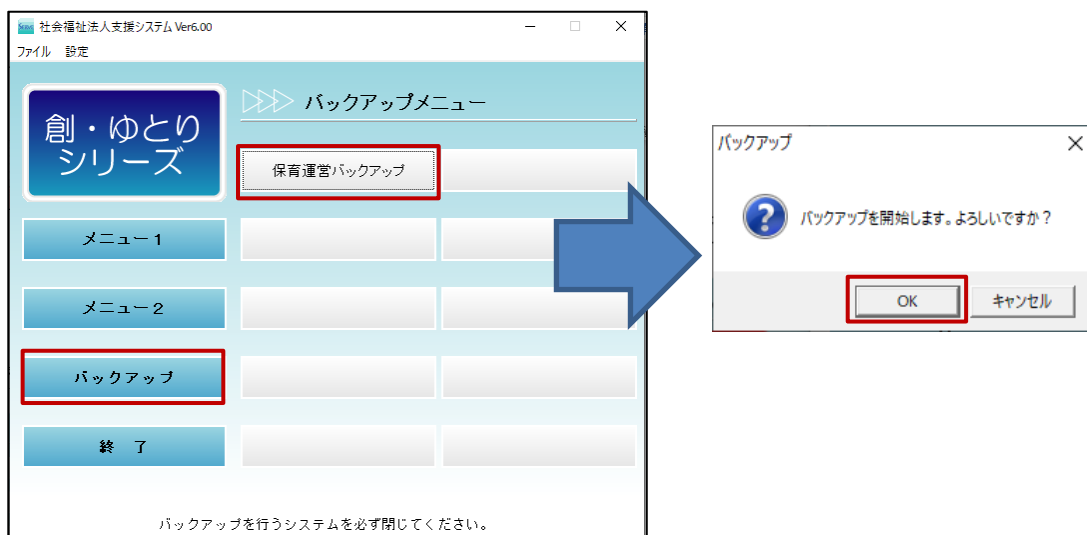 社会福祉法人支援システム Ver6.00
ファイル 設定
創・ゆとり
シリーズ
バックアップメニュー
保育運営バックアップ
メニュー1
メニュー2
バックアップ
終 了
バックアップを行うシステムを必ず閉じてください。
バックアップ
バックアップを開始します。よろしいですか?
OK
キャンセル